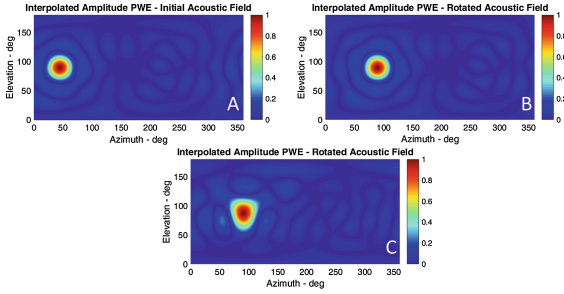 Interpolated Amplitude PWE - Initial Acoustic Field
Elevation - deg
150
100
50
0
0 50 100 150 200 250 300 350
Azimuth - deg
A
1
0.8
0.6
0.4
0.2
0
Interpolated Amplitude PWE - Rotated Acoustic Field
Elevation - deg
150
100
50
0
0 50 100 150 200 250 300 350
Azimuth - deg
B
1
0.8
0.6
0.4
0.2
0
Interpolated Amplitude PWE - Rotated Acoustic Field
Elevation - deg
150
100
50
0
0 50 100 150 200 250 300 350
Azimuth - deg
C
1
0.8
0.6
0.4
0.2
0